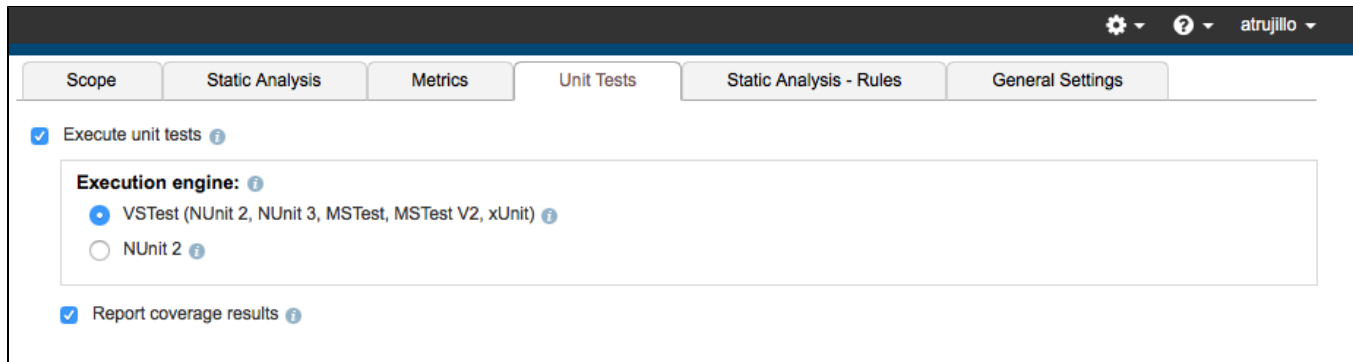 atrujillo
Scope Static Analysis Metrics Unit Tests Static Analysis - Rules General Settings
Execute unit tests
Execution engine:
VSTest (NUnit 2, NUnit 3, MSTest, MSTest V2, xUnit)
NUnit 2
Report coverage results